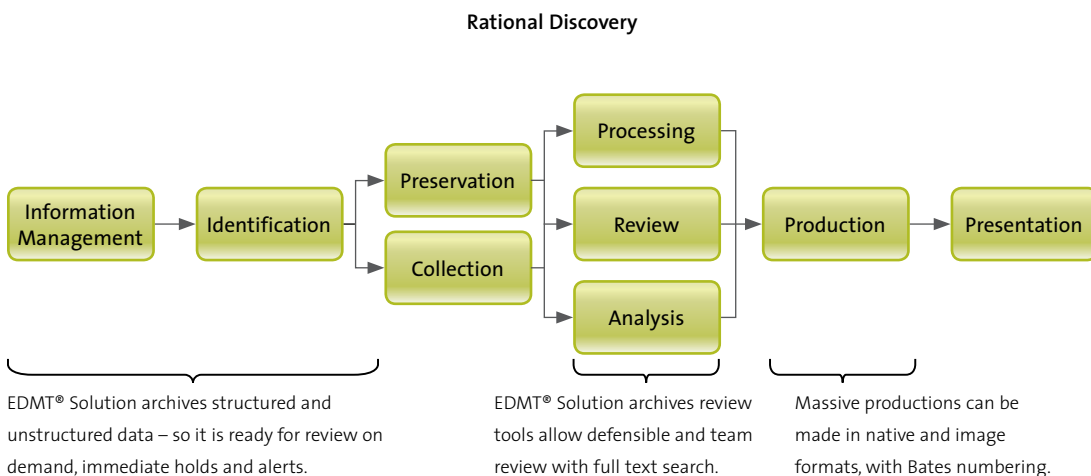 Rational Discovery
Information
Management
Identification
Preservation
Collection
Processing
Review
Analysis
Production
Presentation
EDMT® Solution archives structured and
unstructured data – so it is ready for review on
demand, immediate holds and alerts.
EDMT® Solution archives review
tools allow defensible and team
review with full text search.
Massive productions can be
made in native and image
formats, with Bates numbering.